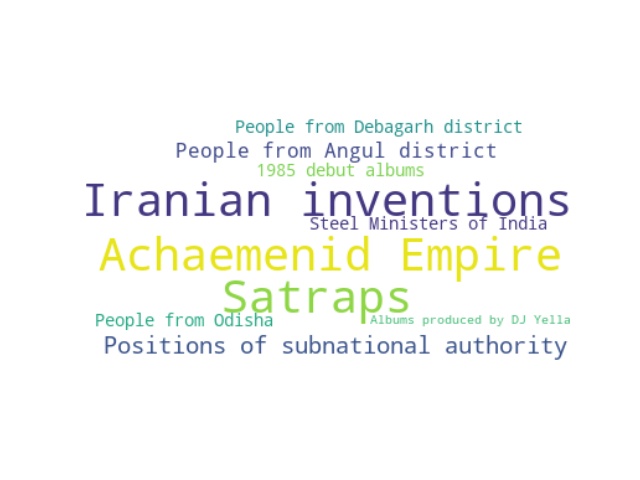 People from Debagarh district
People from Angul district
1985 debut albums
Iranian inventions
Steel Ministers of India
Achaemenid Empire
Satraps
People from Odisha
Albums produced by DJ Yella
Positions of subnational authority